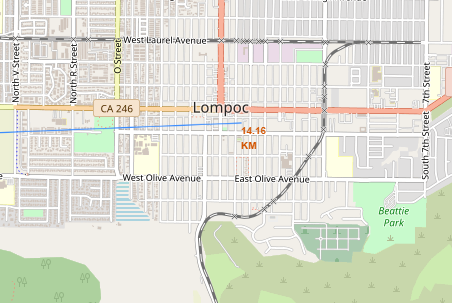 West Laurel Avenue
North V Street
North R Street
O Street
CA 246
Lompoc
14.16
KM
7th Street
South 7th Street
West Olive Avenue
East Olive Avenue
Beattie
Park